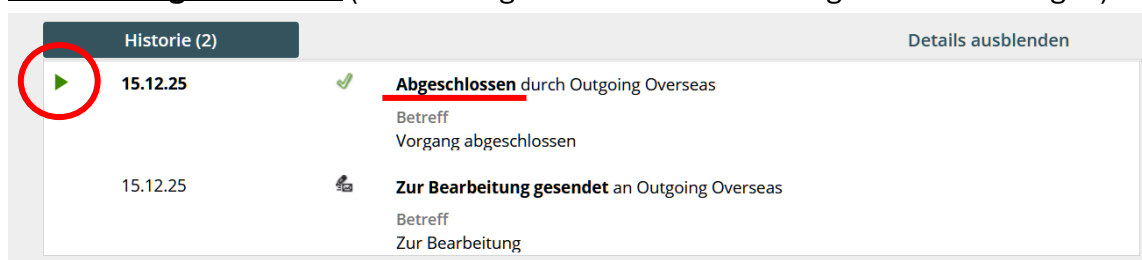 Historie (2) Details ausblenden
15.12.25 Abgeschlossen durch Outgoing Overseas
Betreff
Vorgang abgeschlossen
15.12.25 Zur Bearbeitung gesendet an Outgoing Overseas
Betreff
Zur Bearbeitung